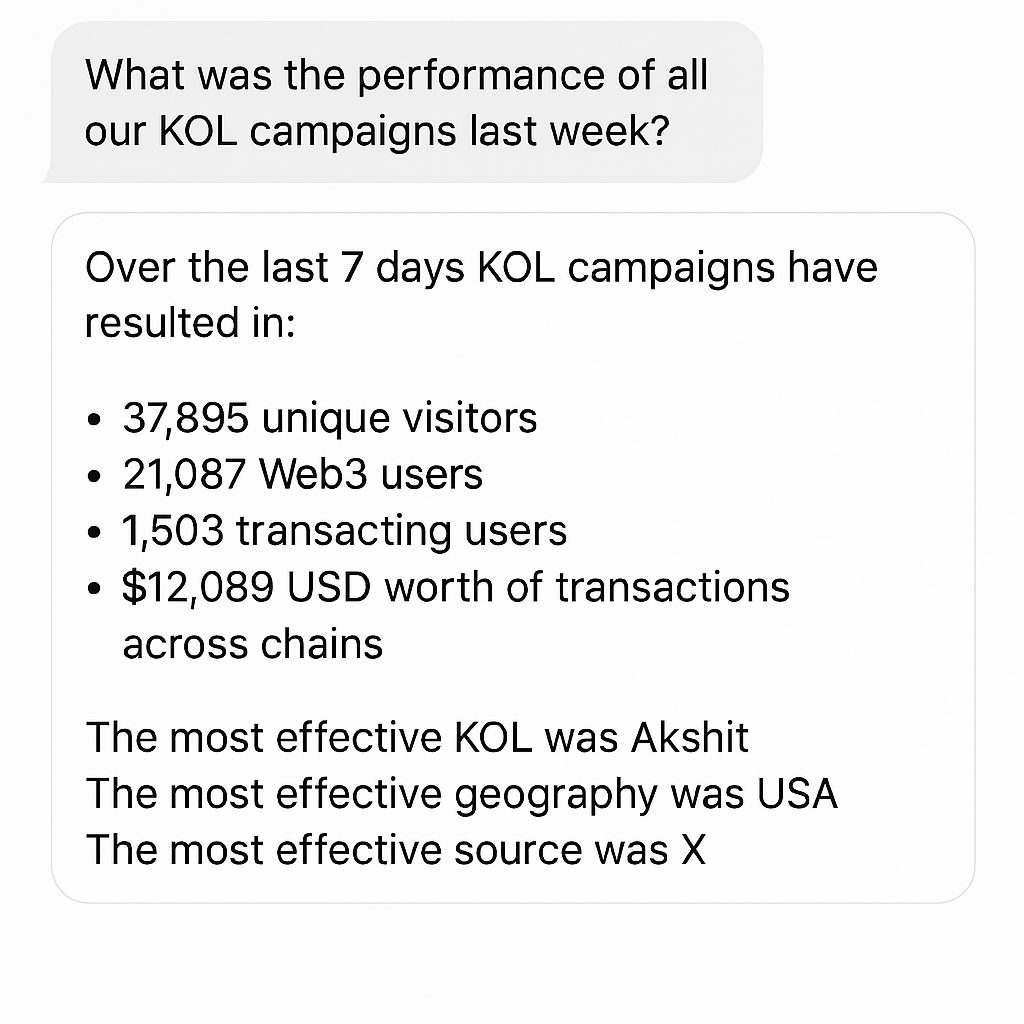 What was the performance of all
our KOL campaigns last week?
Over the last 7 days KOL campaigns have
resulted in:
• 37,895 unique visitors
• 21,087 Web3 users
• 1,503 transacting users
• $12,089 USD worth of transactions
across chains
The most effective KOL was Akshit
The most effective geography was USA
The most effective source was X